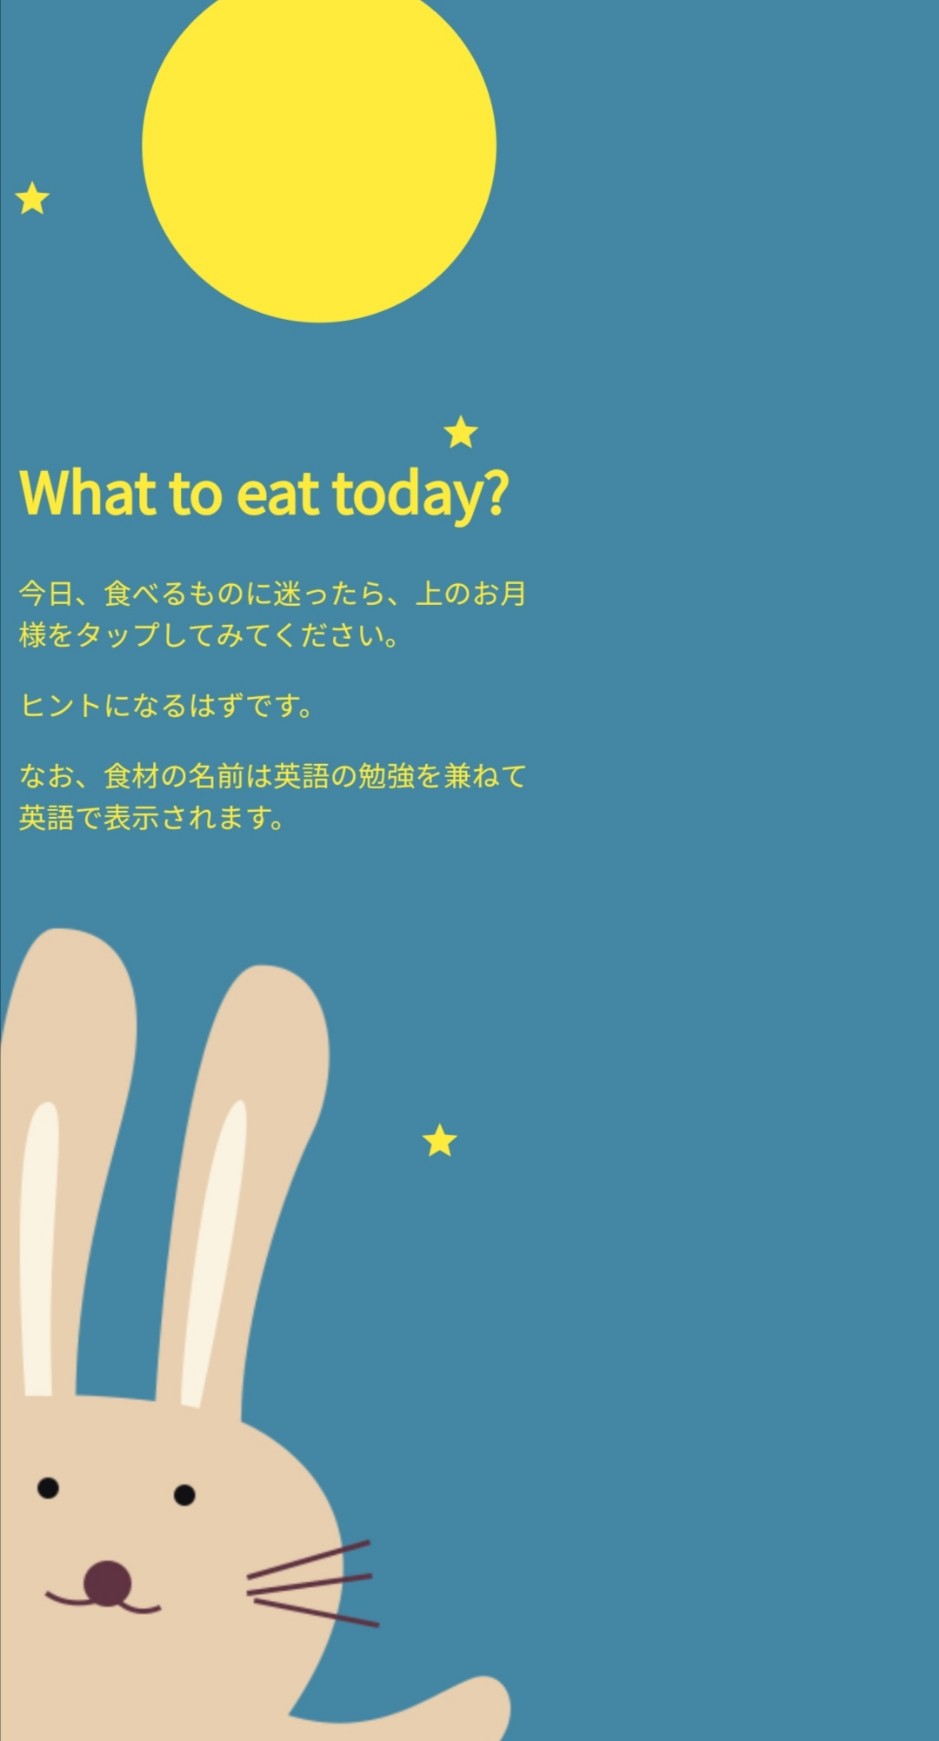 What to eat today?
今日、食べるものに迷ったら、上のお月
様をタップしてみてください。
ヒントになるはずです。
なお、食材の名前は英語の勉強を兼ねて
英語で表示されます。